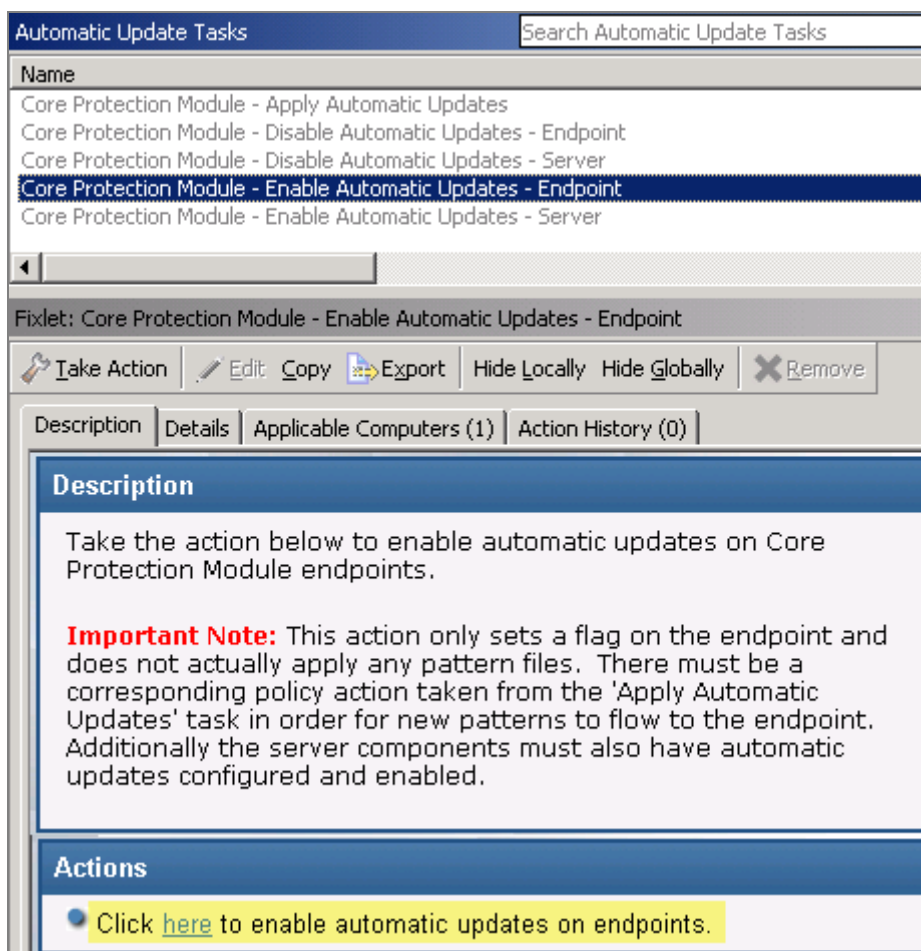 Automatic Update Tasks Search Automatic Update Tasks
Name
Core Protection Module - Apply Automatic Updates
Core Protection Module - Disable Automatic Updates - Endpoint
Core Protection Module - Disable Automatic Updates - Server
Core Protection Module - Enable Automatic Updates - Endpoint
Core Protection Module - Enable Automatic Updates - Server
Fixlet: Core Protection Module - Enable Automatic Updates - Endpoint
Take Action Edit Copy Export Hide Locally Hide Globally Remove
Description Details Applicable Computers (1) Action History (0)
Description
Take the action below to enable automatic updates on Core
Protection Module endpoints.
Important Note: This action only sets a flag on the endpoint and
does not actually apply any pattern files. There must be a
corresponding policy action taken from the 'Apply Automatic
Updates' task in order for new patterns to flow to the endpoint.
Additionally the server components must also have automatic
updates configured and enabled.
Actions
Click here to enable automatic updates on endpoints.